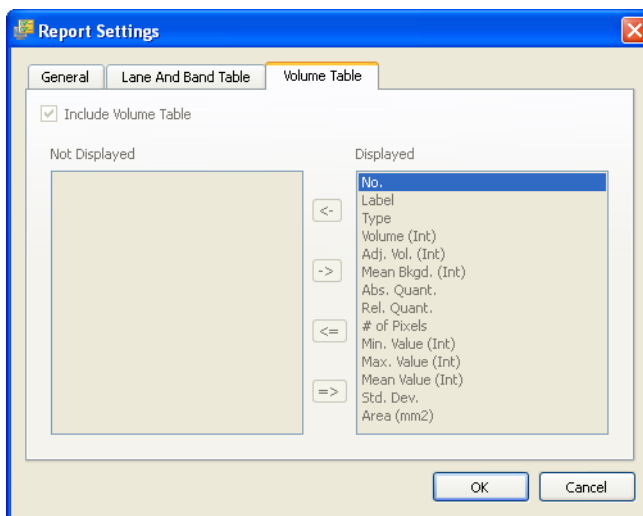 Report Settings
General Lane And Band Table Volume Table
Include Volume Table
Not Displayed Displayed
No.
Label
<-
Type
Volume (Int)
Adj. Vol. (Int)
Mean Bkgd. (Int)
->
Abs. Quant.
Rel. Quant.
# of Pixels
<=
Min. Value (Int)
Max. Value (Int)
Mean Value (Int)
=>
Std. Dev.
Area (mm2)
OK Cancel